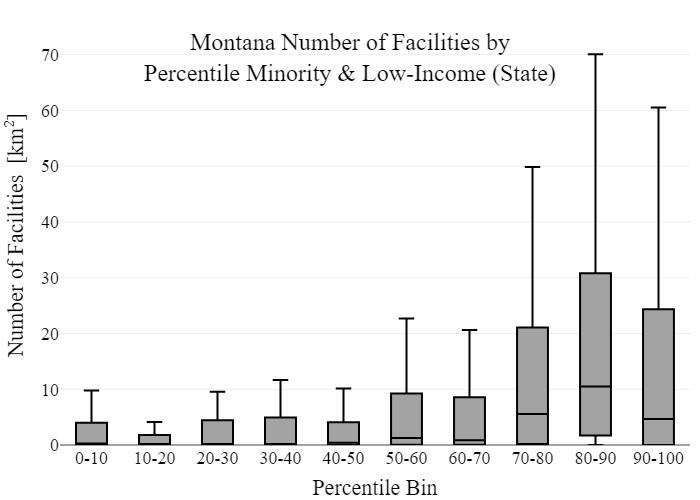 Montana Number of Facilities by
Percentile Minority & Low-Income (State)
Number of Facilities [km²]
70
60
50
40
30
20
10
0
0-10 10-20 20-30 30-40 40-50 50-60 60-70 70-80 80-90 90-100
Percentile Bin